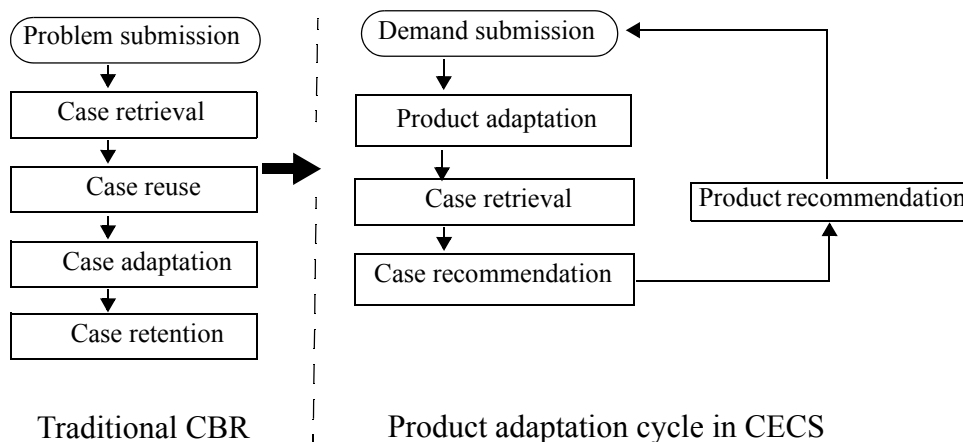 Problem submission
Case retrieval
Case reuse
Case adaptation
Case retention
Traditional CBR
Demand submission
Product adaptation
Case retrieval
Case recommendation
Product recommendation
Product adaptation cycle in CECS